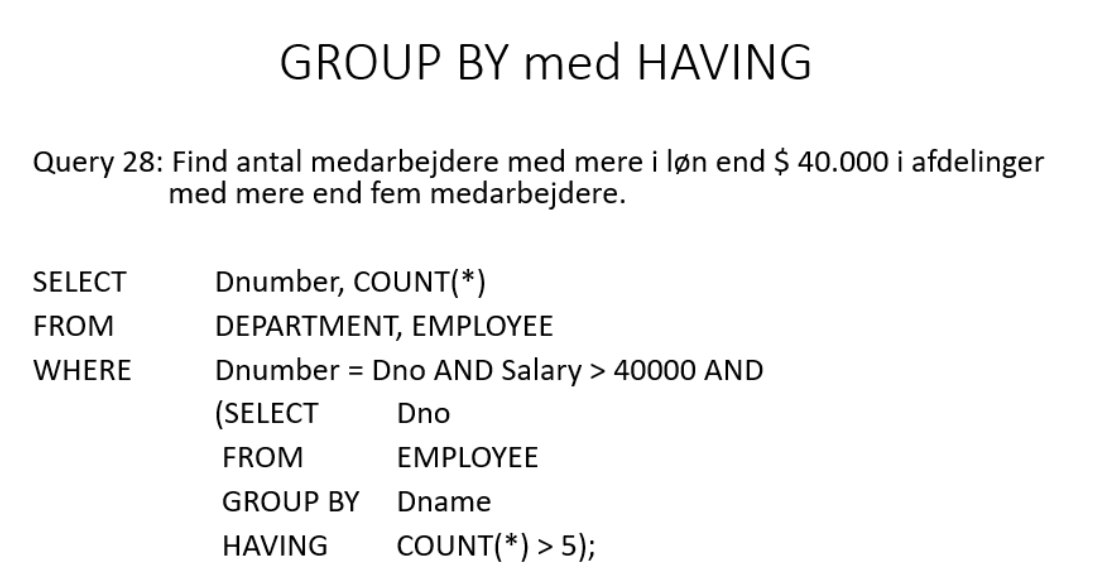 GROUP BY med HAVING
Query 28: Find antal medarbejdere med mere i løn end $ 40.000 i afdelinger
med mere end fem medarbejdere.
SELECT Dnumber, COUNT(*)
FROM DEPARTMENT, EMPLOYEE
WHERE Dnumber = Dno AND Salary > 40000 AND
(SELECT Dno
FROM EMPLOYEE
GROUP BY Dname
HAVING COUNT(*) > 5);